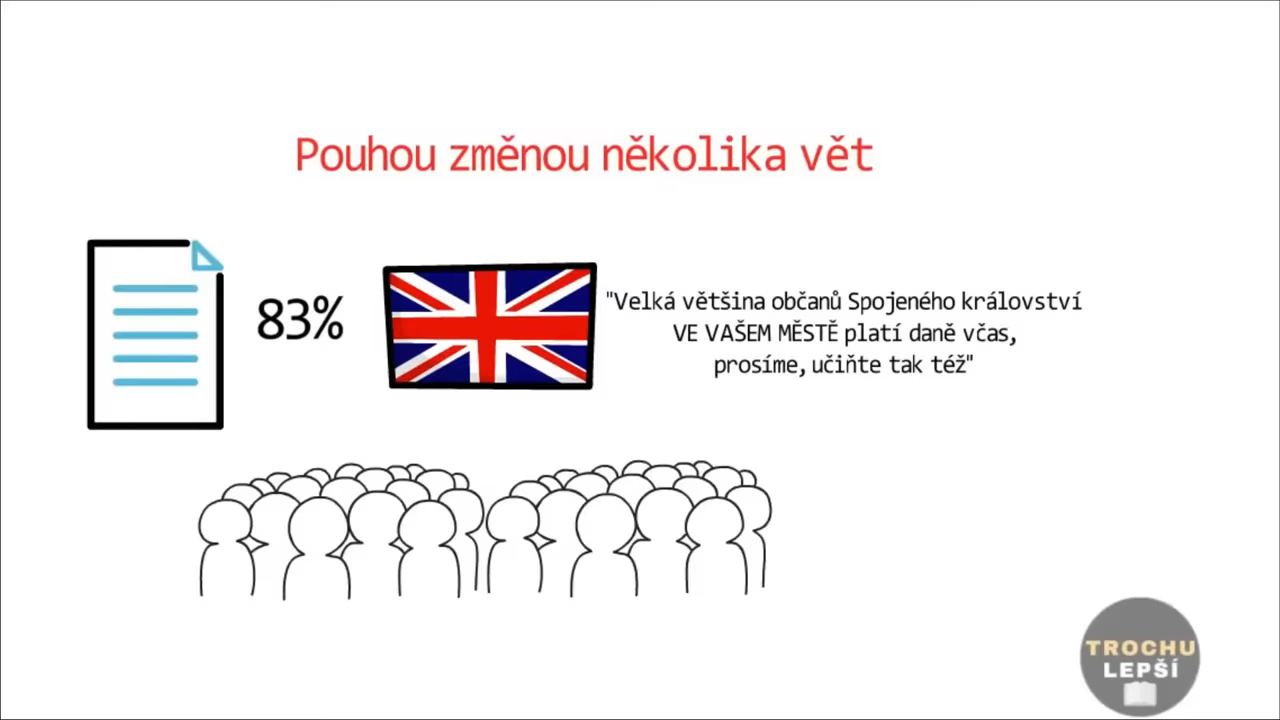 Pouhou změnou několika vět
83%
"Velká většina občanů Spojeného království
VE VAŠEM MĚSTĚ platí daně včas,
prosíme, učiňte tak též"
TROCHU
LEPŠÍ